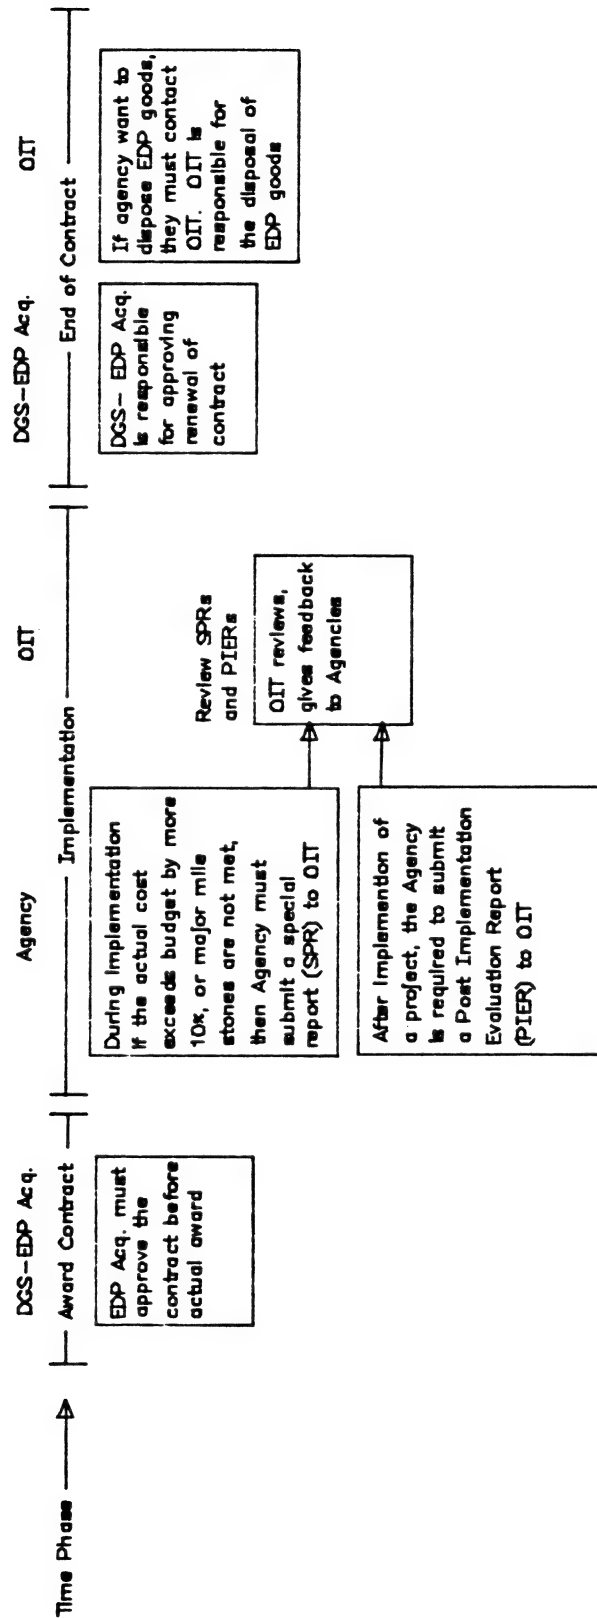 Time Phase
DGS-EDP Acq.
Award Contract
EDP Acq. must
approve the
contract before
actual award
Agency
OIT
Implementation
During Implementation
If the actual cost
exceeds budget by more
10%, or major mile
stones are not met,
then Agency must
submit a special
report (SPR) to OIT
After Implemention of
a project, the Agency
is required to submit
a Post Implementation
Evaluation Report
(PIER) to OIT
Review SPRs
and PIERs
OIT reviews,
gives feedback
to Agencies
DGS-EDP Acq.
OIT
End of Contract
DGS- EDP Acq.
is responsible
for approving
renewal of
contract
If agency want to
dispose EDP goods,
they must contact
OIT. OIT is
responsible for
the disposal of
EDP goods